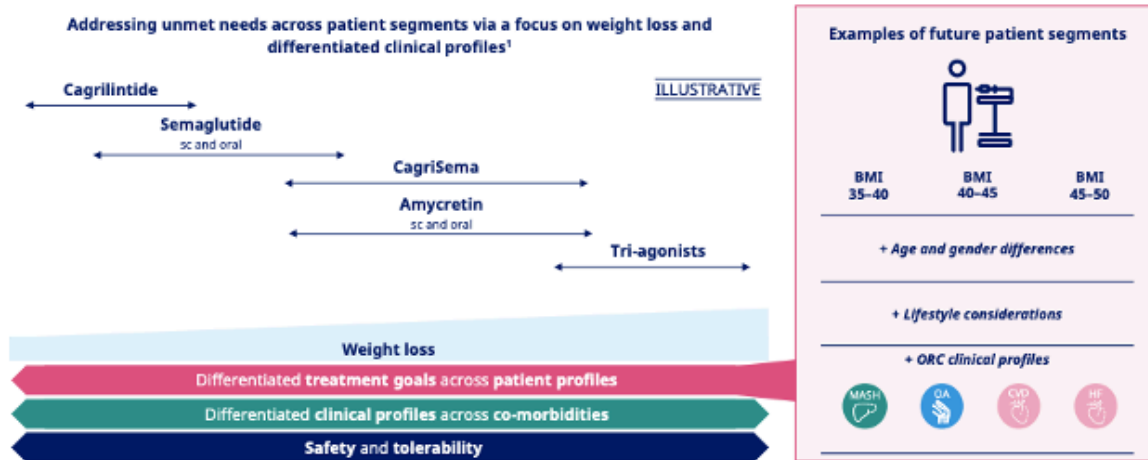 Addressing unmet needs across patient segments via a focus on weight loss and
differentiated clinical profiles¹
ILLUSTRATIVE
Cagrilintide
Semaglutide
sc and oral
CagriSema
Amycretin
sc and oral
Tri-agonists
Weight loss
Differentiated treatment goals across patient profiles
Differentiated clinical profiles across co-morbidities
Safety and tolerability
Examples of future patient segments
BMI
35–40
BMI
40–45
BMI
45–50
+ Age and gender differences
+ Lifestyle considerations
+ ORC clinical profiles
MASH
OA
CVD
HF